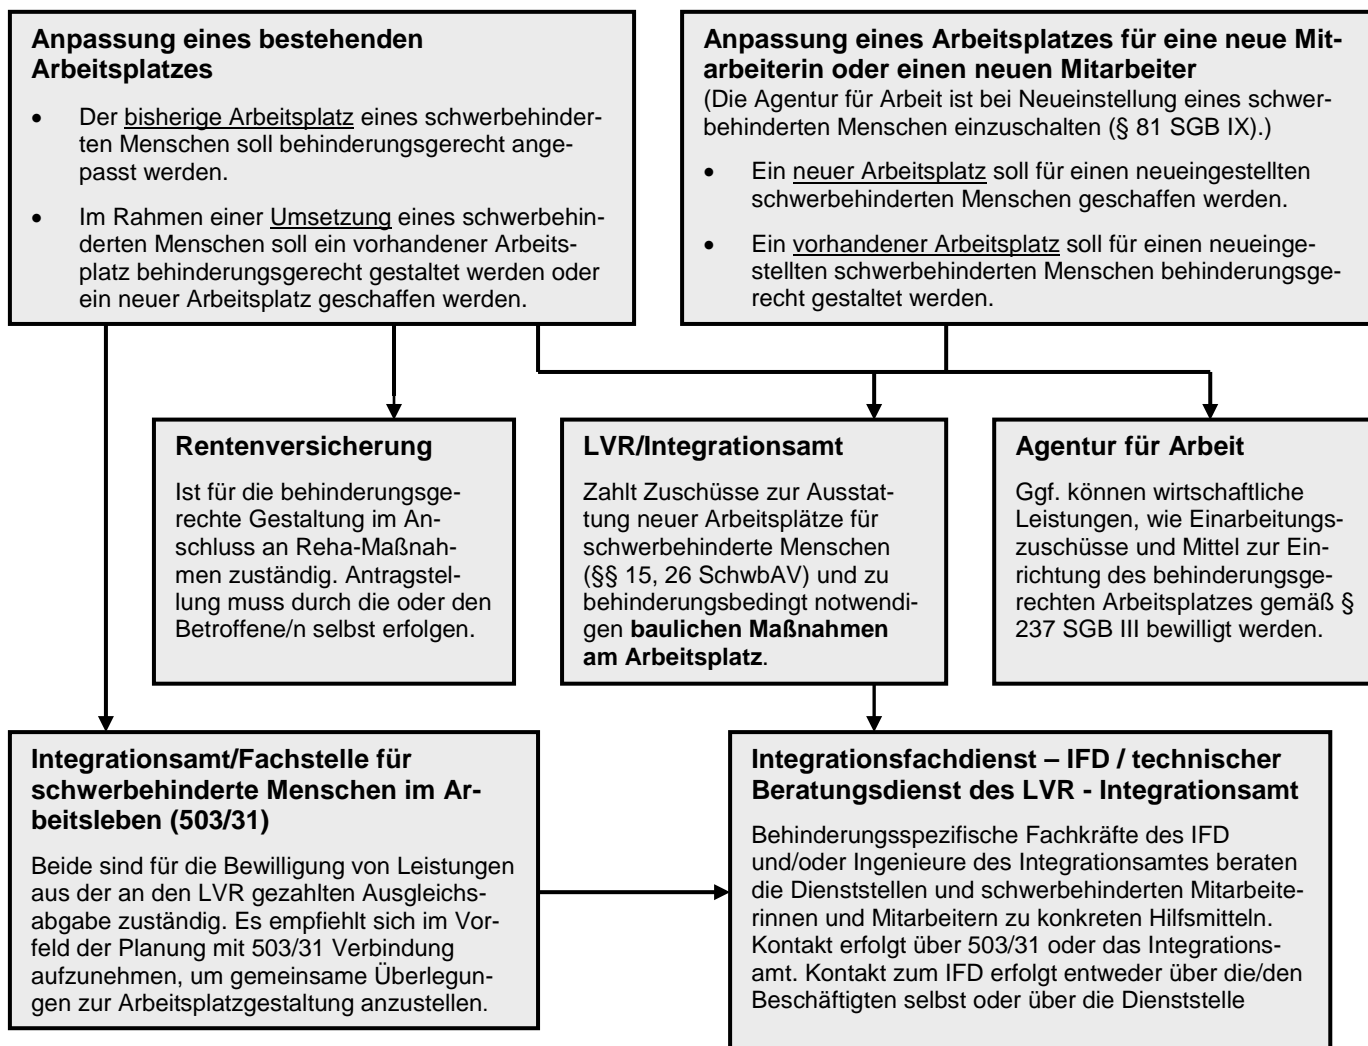 Anpassung eines bestehenden
Arbeitsplatzes
• Der bisherige Arbeitsplatz eines schwerbehinder-
ten Menschen soll behinderungsgerecht ange-
passt werden.
• Im Rahmen einer Umsetzung eines schwerbehin-
derten Menschen soll ein vorhandener Arbeits-
platz behinderungsgerecht gestaltet werden oder
ein neuer Arbeitsplatz geschaffen werden.
Anpassung eines Arbeitsplatzes für eine neue Mit-
arbeiterin oder einen neuen Mitarbeiter
(Die Agentur für Arbeit ist bei Neueinstellung eines schwer-
behinderten Menschen einzuschalten (§ 81 SGB IX).)
• Ein neuer Arbeitsplatz soll für einen neueingestellten
schwerbehinderten Menschen geschaffen werden.
• Ein vorhandener Arbeitsplatz soll für einen neueinge-
stellten schwerbehinderten Menschen behinderungsge-
recht gestaltet werden.
Rentenversicherung
Ist für die behinderungsge-
rechte Gestaltung im An-
schluss an Reha-Maßnah-
men zuständig. Antragstel-
lung muss durch die oder den
Betroffene/n selbst erfolgen.
LVR/Integrationsamt
Zahlt Zuschüsse zur Ausstat-
tung neuer Arbeitsplätze für
schwerbehinderte Menschen
(§§ 15, 26 SchwbAV) und zu
behinderungsbedingt notwendi-
gen baulichen Maßnahmen
am Arbeitsplatz.
Agentur für Arbeit
Ggf. können wirtschaftliche
Leistungen, wie Einarbeitungs-
zuschüsse und Mittel zur Ein-
richtung des behinderungsge-
rechten Arbeitsplatzes gemäß §
237 SGB III bewilligt werden.
Integrationsamt/Fachstelle für
schwerbehinderte Menschen im Ar-
beitsleben (503/31)
Beide sind für die Bewilligung von Leistungen
aus der an den LVR gezahlten Ausgleichs-
abgabe zuständig. Es empfiehlt sich im Vor-
feld der Planung mit 503/31 Verbindung
aufzunehmen, um gemeinsame Überlegun-
gen zur Arbeitsplatzgestaltung anzustellen.
Integrationsfachdienst – IFD / technischer
Beratungsdienst des LVR - Integrationsamt
Behinderungsspezifische Fachkräfte des IFD
und/oder Ingenieure des Integrationsamtes beraten
die Dienststellen und schwerbehinderten Mitarbeite-
rinnen und Mitarbeitern zu konkreten Hilfsmitteln.
Kontakt erfolgt über 503/31 oder das Integrations-
amt. Kontakt zum IFD erfolgt entweder über die/den
Beschäftigten selbst oder über die Dienststelle